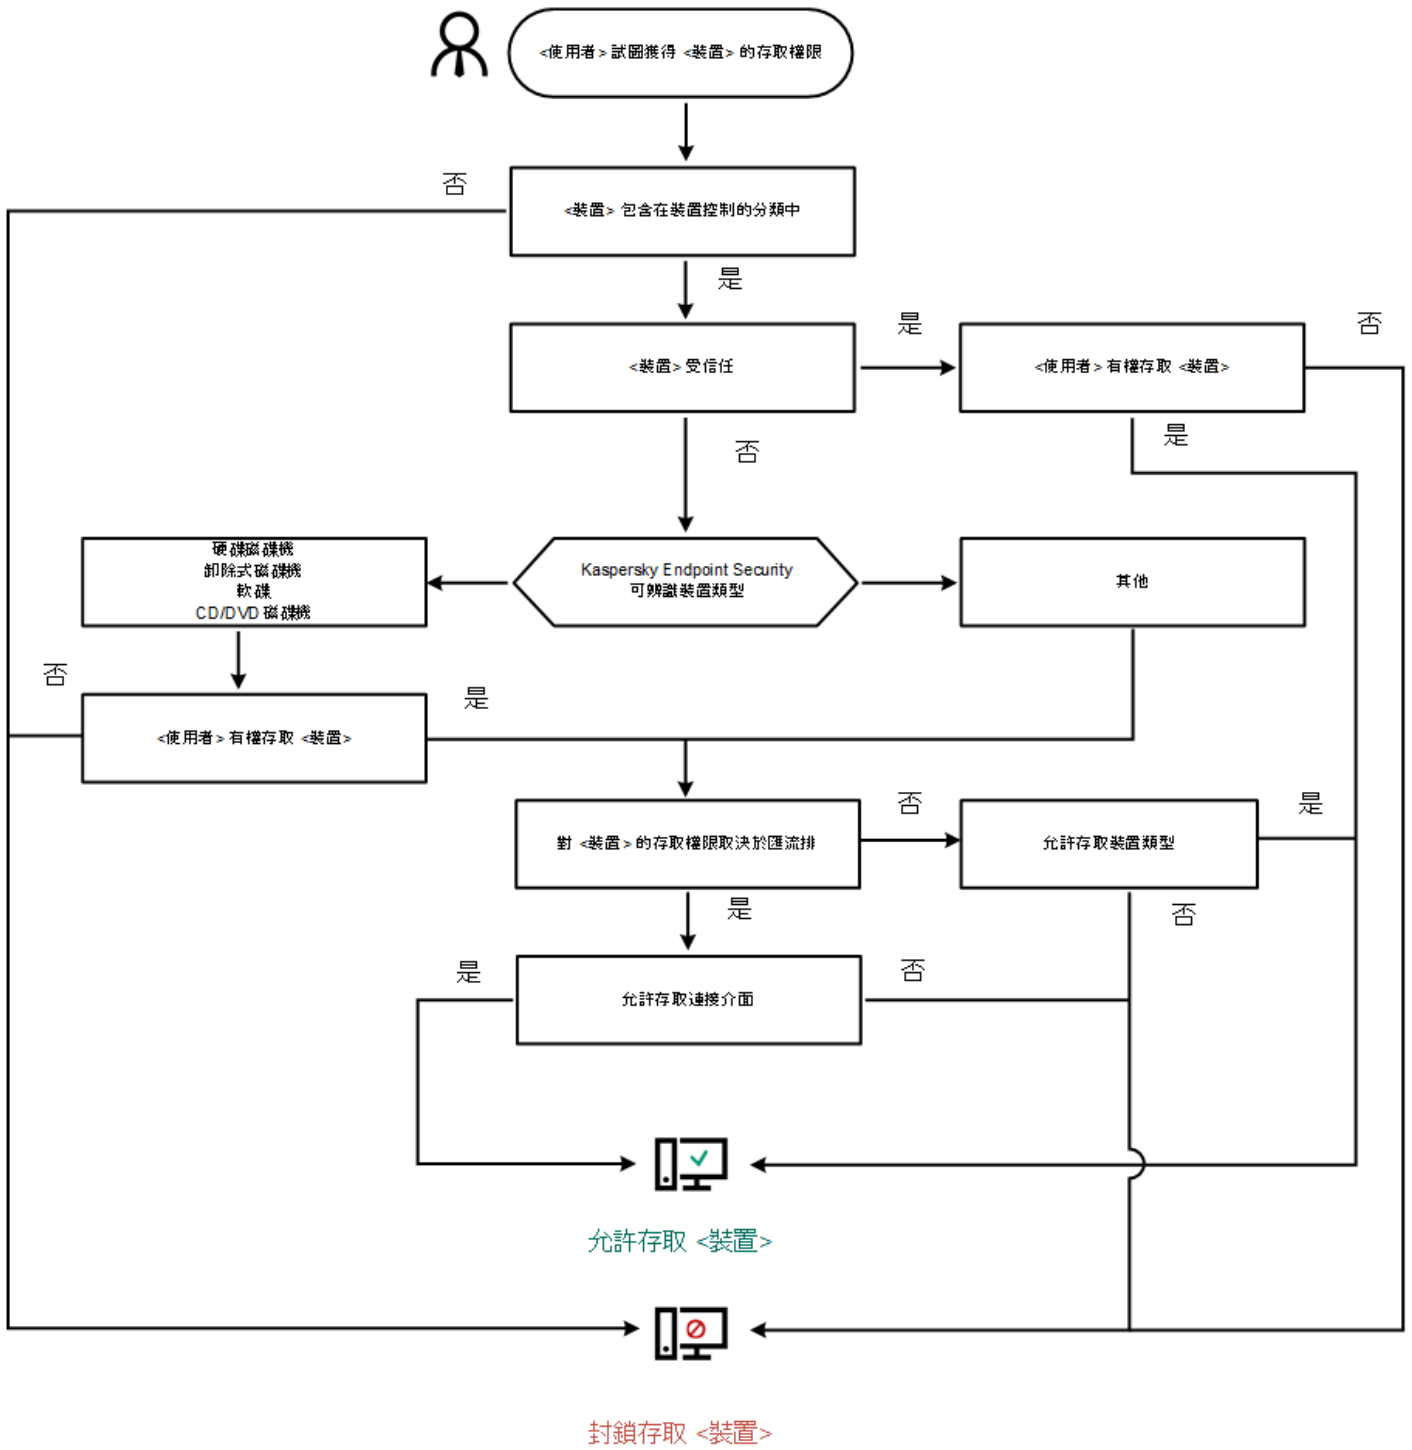 <使用者> 試圖獲得 <裝置> 的存取權限
否
<裝置> 包含在裝置控制的分類中
是
是
否
<裝置> 受信任
<使用者> 有權存取 <裝置>
否
是
硬碟磁碟機
卸除式磁碟機
軟碟
CD/DVD 磁碟機
Kaspersky Endpoint Security
可辨識裝置類型
其他
否
是
<使用者> 有權存取 <裝置>
否
是
對 <裝置> 的存取權限取決於匯流排
允許存取裝置類型
是
否
是
否
允許存取連接介面
允許存取 <裝置>
封鎖存取 <裝置>